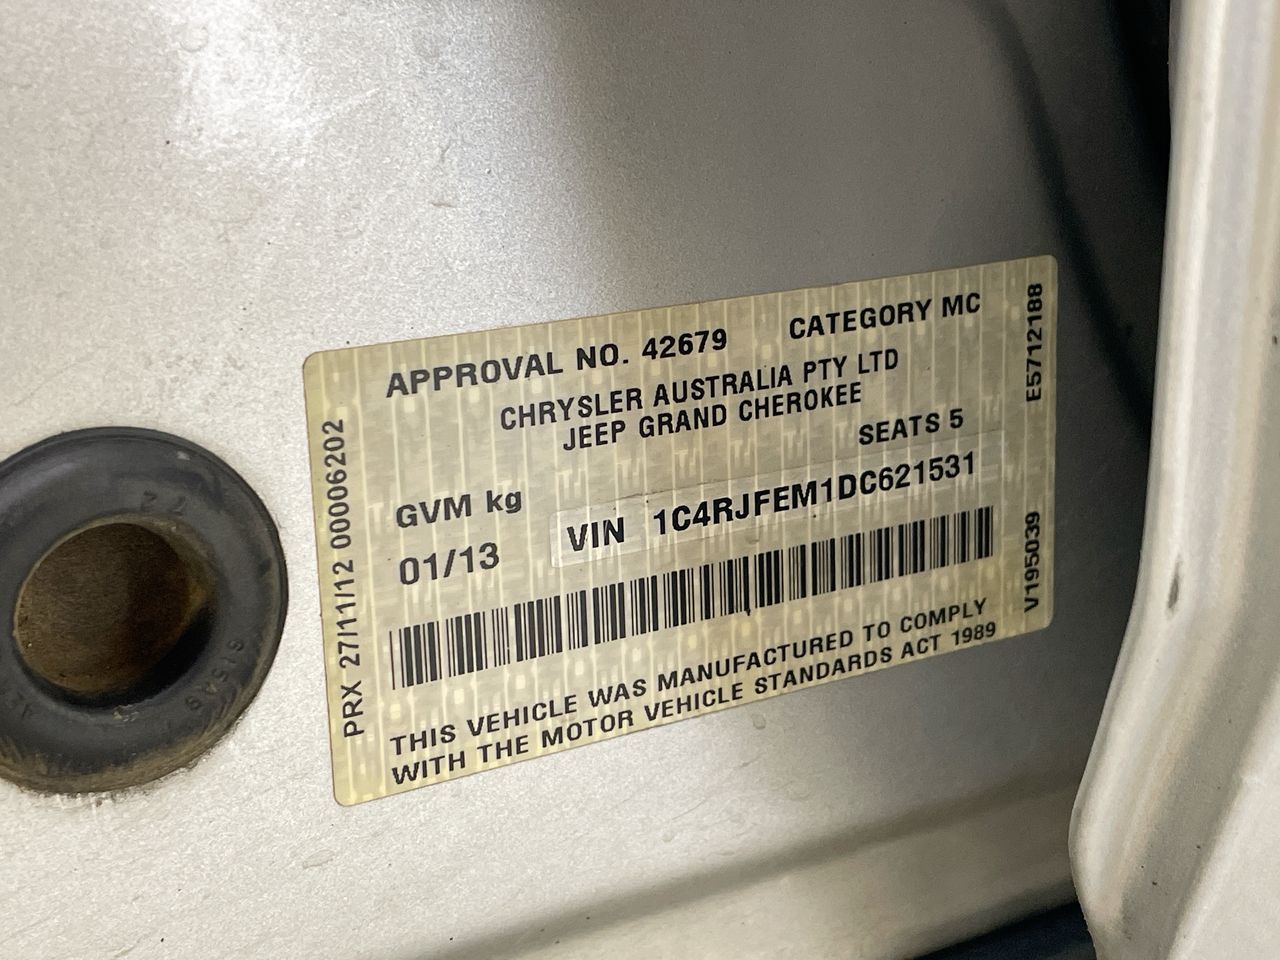 APPROVAL NO. 42679 CATEGORY MC
CHRYSLER AUSTRALIA PTY LTD
JEEP GRAND CHEROKEE
SEATS 5
GVM kg
VIN 1C4RJFEM1DC621531
01/13
THIS VEHICLE WAS MANUFACTURED TO COMPLY
WITH THE MOTOR VEHICLE STANDARDS ACT 1989
PRX 27/11/12 00006202
V195039 E5712188